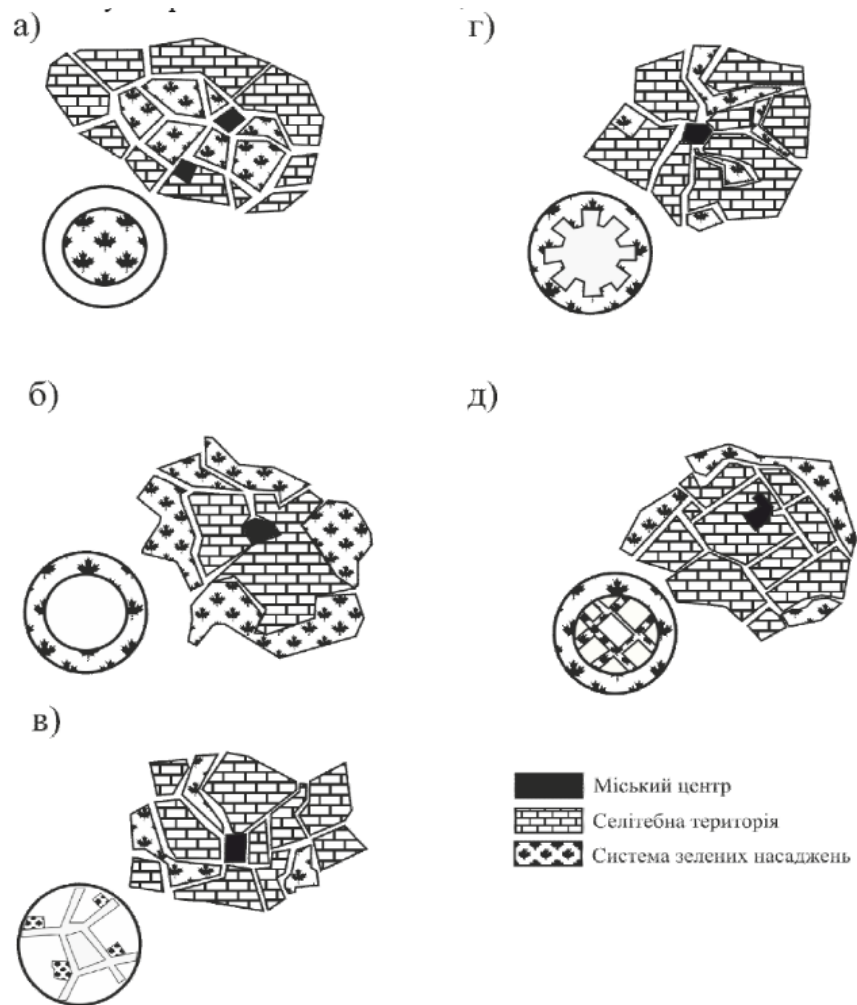 а)
г)
б)
д)
в)
Міський центр
Селітебна територія
Система зелених насаджень